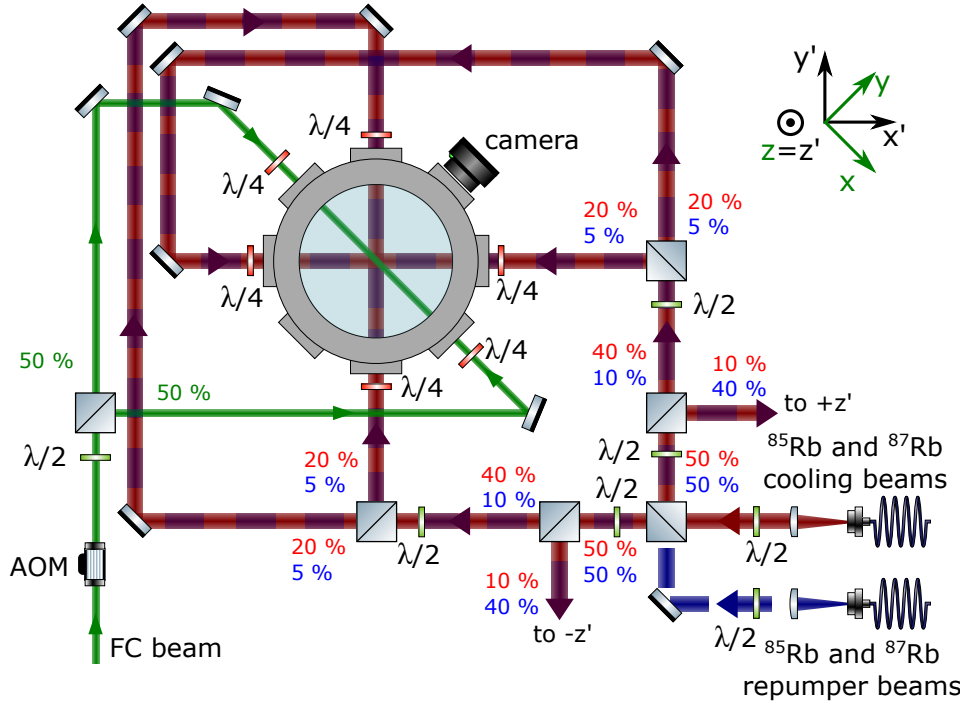 y'
y
x'
z=z'
x
camera
λ/4
λ/4
20 %
5 %
20 %
5 %
λ/4
λ/4
λ/2
50 %
50 %
λ/4
λ/4
40 %
10 %
10 %
40 %
to +z'
λ/2
λ/2
20 %
5 %
40 %
10 %
λ/2
50 %
50 %
⁸⁵Rb and ⁸⁷Rb
cooling beams
AOM
20 %
5 %
λ/2
50 %
50 %
λ/2
10 %
40 %
to -z'
FC beam
λ/2
⁸⁵Rb and ⁸⁷Rb
repumper beams